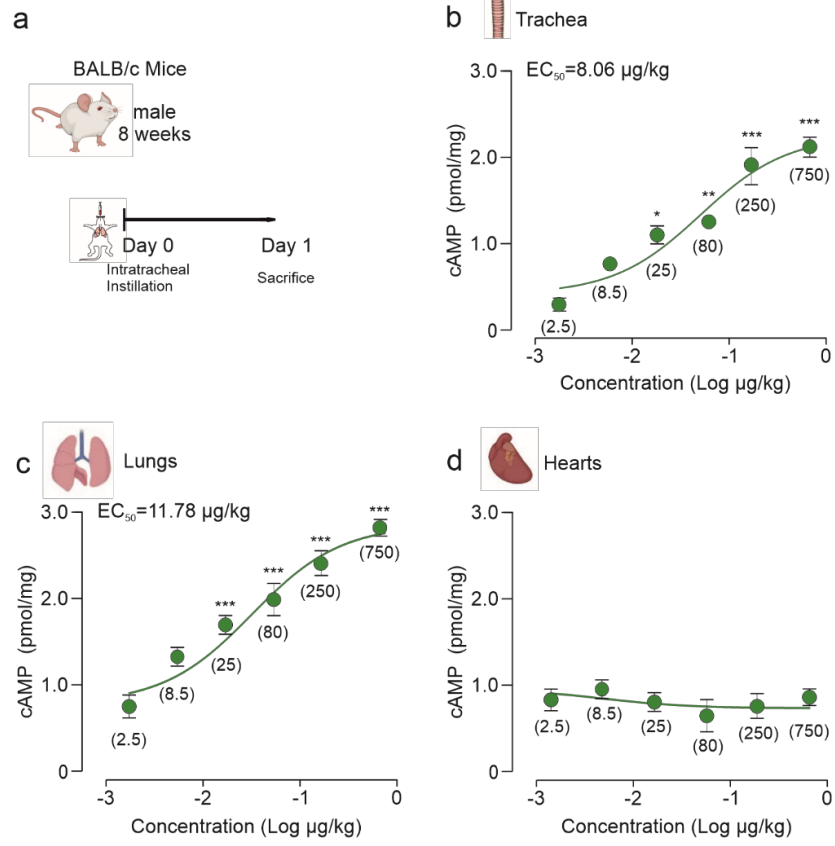 a
BALB/c Mice
male
8 weeks
Day 0
Day 1
Intratracheal
Instillation
Sacrifice
b
Trachea
EC50=8.06 µg/kg
3.0
2.0
1.0
0
cAMP (pmol/mg)
(2.5)
(8.5)
*
(25)
**
(80)
***
(250)
***
(750)
-3
-2
-1
0
Concentration (Log µg/kg)
c
Lungs
EC50=11.78 µg/kg
3.0
2.0
1.0
0
cAMP (pmol/mg)
(2.5)
(8.5)
***
(25)
***
(80)
***
(250)
***
(750)
-3
-2
-1
0
Concentration (Log µg/kg)
d
Hearts
3.0
2.0
1.0
0
cAMP (pmol/mg)
(2.5)
(8.5)
(25)
(80)
(250)
(750)
-3
-2
-1
0
Concentration (Log µg/kg)